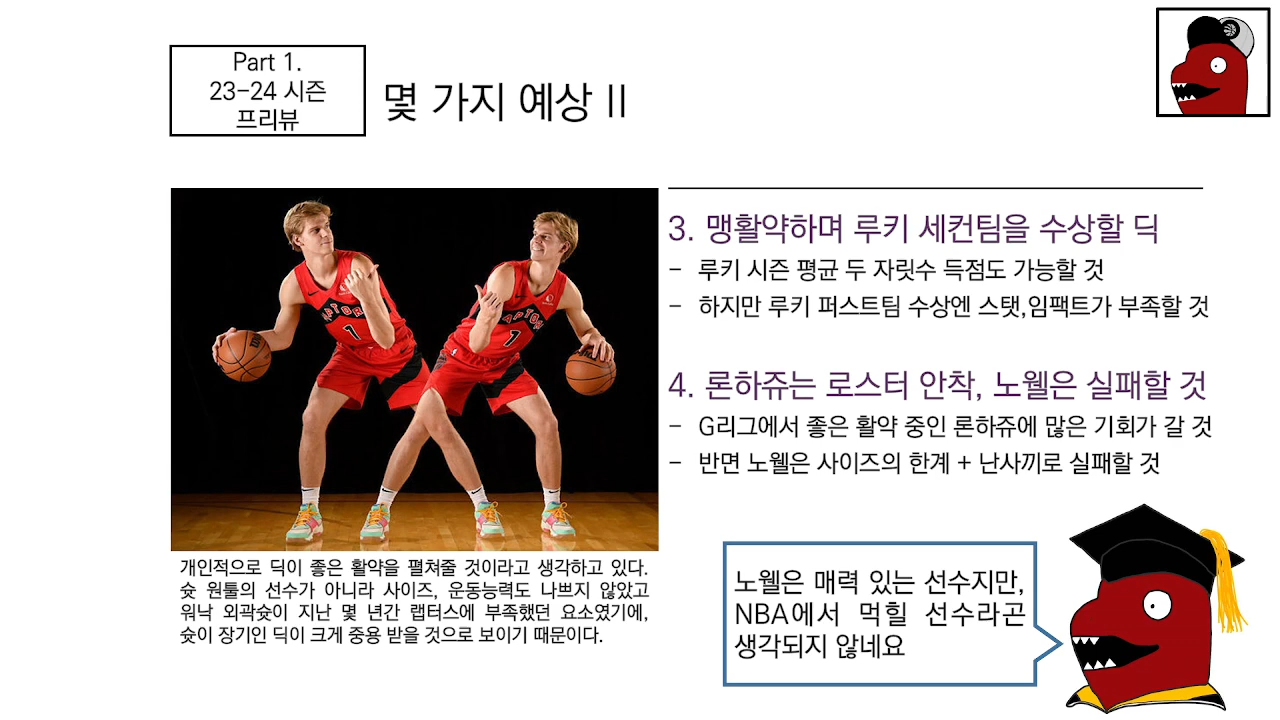 Part 1.
23-24 시즌
프리뷰
몇 가지 예상 II
3. 맹활약하며 루키 세컨팀을 수상할 딕
- 루키 시즌 평균 두 자릿수 득점도 가능할 것
- 하지만 루키 퍼스트팀 수상엔 스탯,임팩트가 부족할 것
4. 론하쥬는 로스터 안착, 노웰은 실패할 것
- G리그에서 좋은 활약 중인 론하쥬에 많은 기회가 갈 것
- 반면 노웰은 사이즈의 한계 + 난사끼로 실패할 것
RAPTORS
1
RAPTORS
1
개인적으로 딕이 좋은 활약을 펼쳐줄 것이라고 생각하고 있다.
슛 원툴의 선수가 아니라 사이즈, 운동능력도 나쁘지 않았고
워낙 외곽슛이 지난 몇 년간 랩터스에 부족했던 요소였기에,
슛이 장기인 딕이 크게 중용 받을 것으로 보이기 때문이다.
노웰은 매력 있는 선수지만,
NBA에서 먹힐 선수라곤
생각되지 않네요